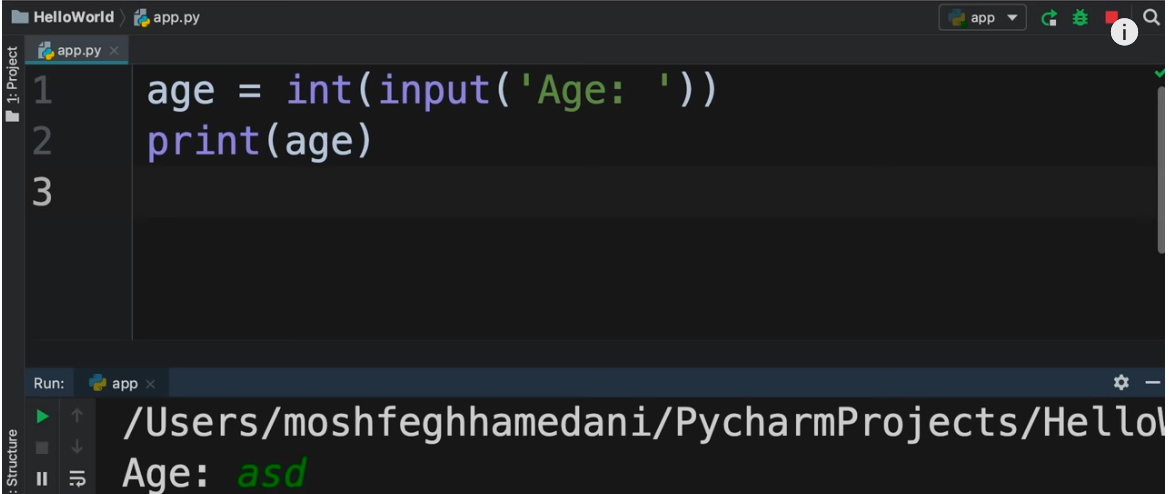 HelloWorld app.py
app
i
1: Project
app.py
1 age = int(input('Age: '))
2 print(age)
3
Run: app
/Users/moshfeghhamedani/PycharmProjects/Hello
Age: asd
Structure